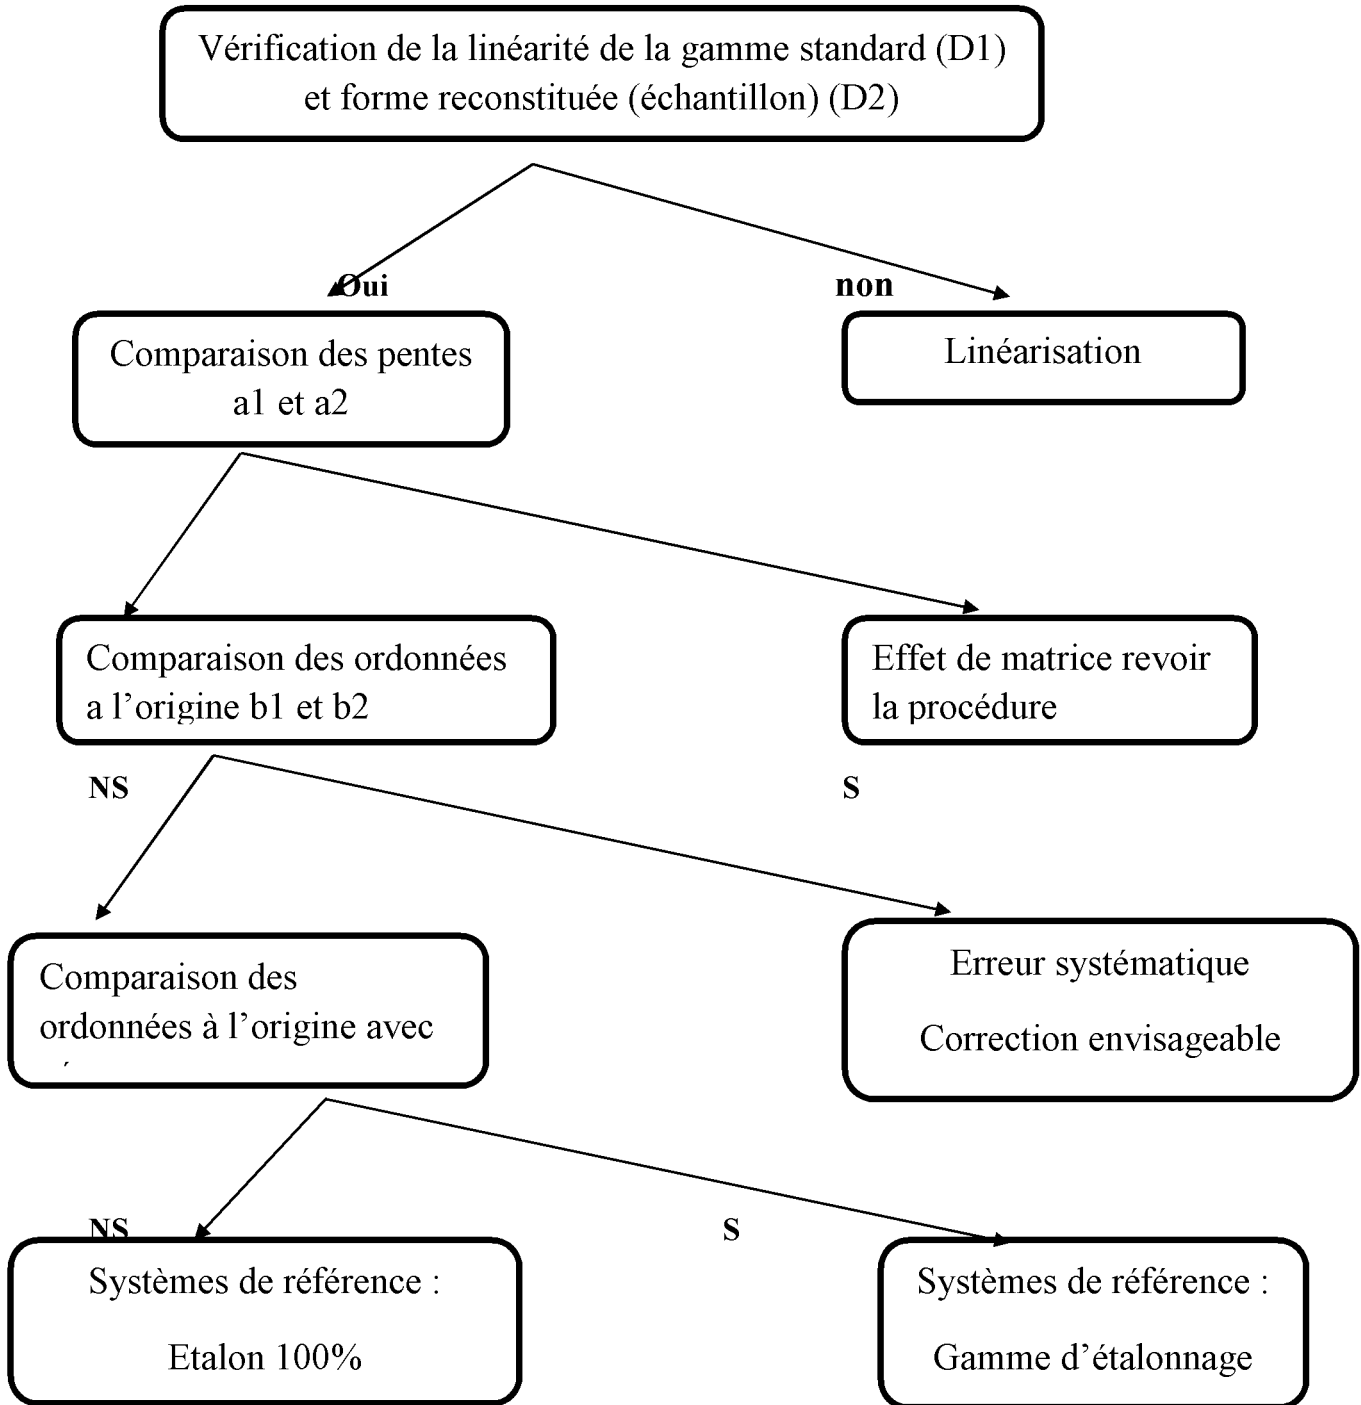 Vérification de la linéarité de la gamme standard (D1)
et forme reconstituée (échantillon) (D2)
Oui
non
Comparaison des pentes
a1 et a2
Linéarisation
Comparaison des ordonnées
a l’origine b1 et b2
Effet de matrice revoir
la procédure
NS
S
Comparaison des
ordonnées à l’origine avec
Erreur systématique
Correction envisageable
NS
S
Systèmes de référence :
Etalon 100%
Systèmes de référence :
Gamme d’étalonnage